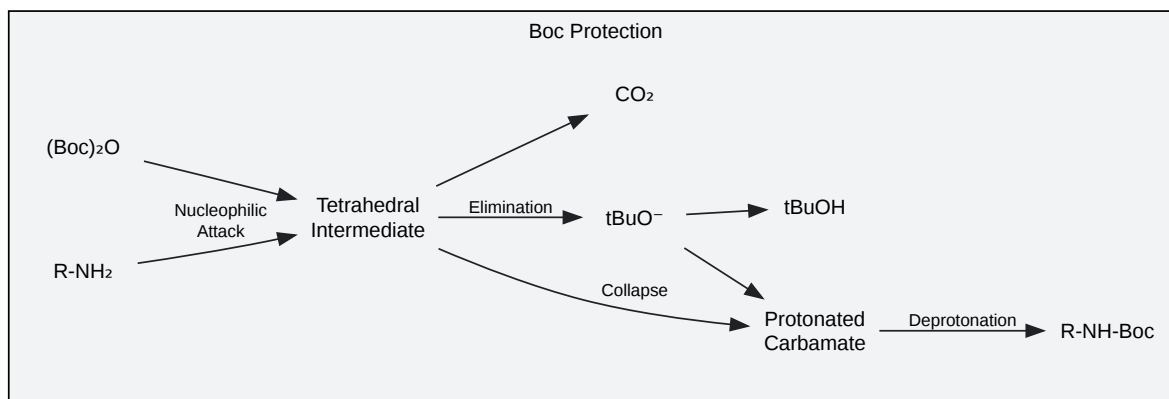 Boc Protection
CO₂
(Boc)₂O
Nucleophilic
Attack
R-NH₂
Tetrahedral
Intermediate
Elimination
tBuO⁻
tBuOH
Collapse
Protonated
Carbamate
Deprotonation
R-NH-Boc